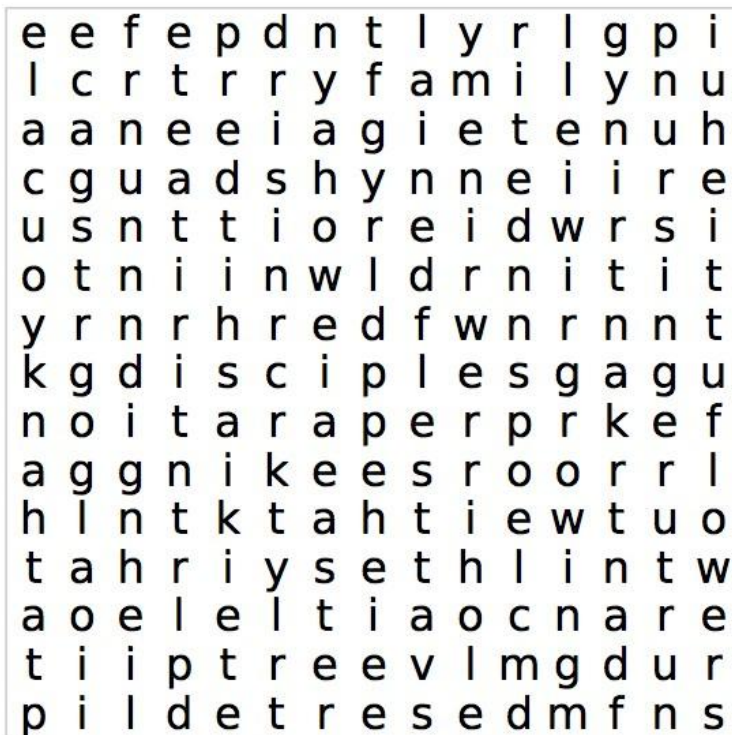 e e f e p d n t l y r l g p i
l c r t r r y f a m i l y n u
a a n e e i a g i e t e n u h
c g u a d s h y n n e i i r e
u s n t t i o r e i d w r s i
o t n i i n w l d r n i t i t
y r n r h r e d f w n r n n t
k g d i s c i p l e s g a g u
n o i t a r a p e r p r k e f
a g g n i k e e s r o o r r l
h l n t k t a h t i e w t u o
t a h r i y s e t h l i n t w
a o e l e l t i a o c n a r e
t i i p t r e e v l m g d u r
p i l d e t r e s e d m f n s